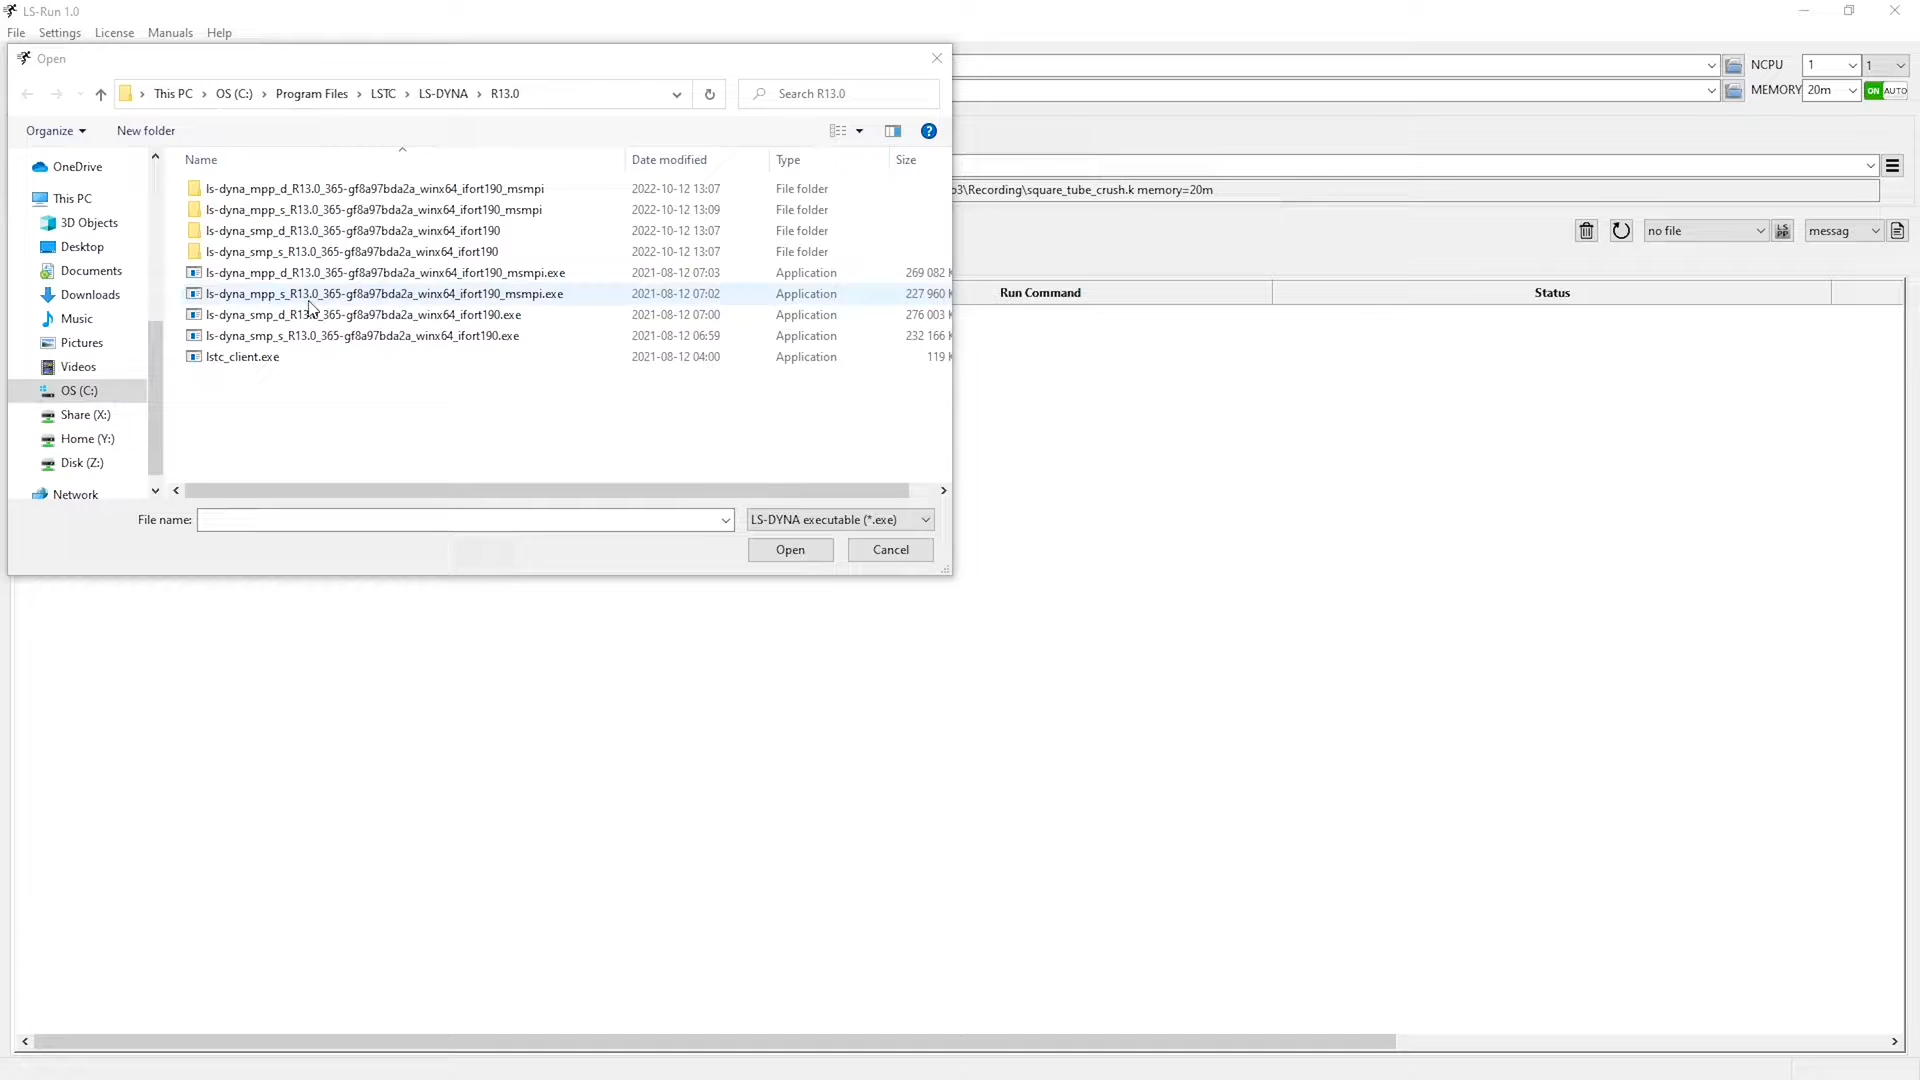 LS-Run 1.0
File Settings License Manuals Help
Open
This PC > OS (C:) > Program Files > LSTC > LS-DYNA > R13.0
Search R13.0
NCPU 1 1
MEMORY 20m ON AUTO
Organize New folder
Name Date modified Type Size
OneDrive
This PC
3D Objects
Desktop
Documents
Downloads
Music
Pictures
Videos
OS (C:)
Share (X:)
Home (Y:)
Disk (Z:)
Network
ls-dyna_mpp_d_R13.0_365-gf8a97bda2a_winx64_ifort190_msmpi 2022-10-12 13:07 File folder
ls-dyna_mpp_s_R13.0_365-gf8a97bda2a_winx64_ifort190_msmpi 2022-10-12 13:09 File folder
ls-dyna_smp_d_R13.0_365-gf8a97bda2a_winx64_ifort190 2022-10-12 13:07 File folder
ls-dyna_smp_s_R13.0_365-gf8a97bda2a_winx64_ifort190 2022-10-12 13:07 File folder
ls-dyna_mpp_d_R13.0_365-gf8a97bda2a_winx64_ifort190_msmpi.exe 2021-08-12 07:03 Application 269 082 K
ls-dyna_mpp_s_R13.0_365-gf8a97bda2a_winx64_ifort190_msmpi.exe 2021-08-12 07:02 Application 227 960 K
ls-dyna_smp_d_R13.0_365-gf8a97bda2a_winx64_ifort190.exe 2021-08-12 07:00 Application 276 003 K
ls-dyna_smp_s_R13.0_365-gf8a97bda2a_winx64_ifort190.exe 2021-08-12 06:59 Application 232 166 K
lstc_client.exe 2021-08-12 04:00 Application 119 K
File name: LS-DYNA executable (*.exe)
Open Cancel
o3\Recording\square_tube_crush.k memory=20m
no file LS PP messag
Run Command Status